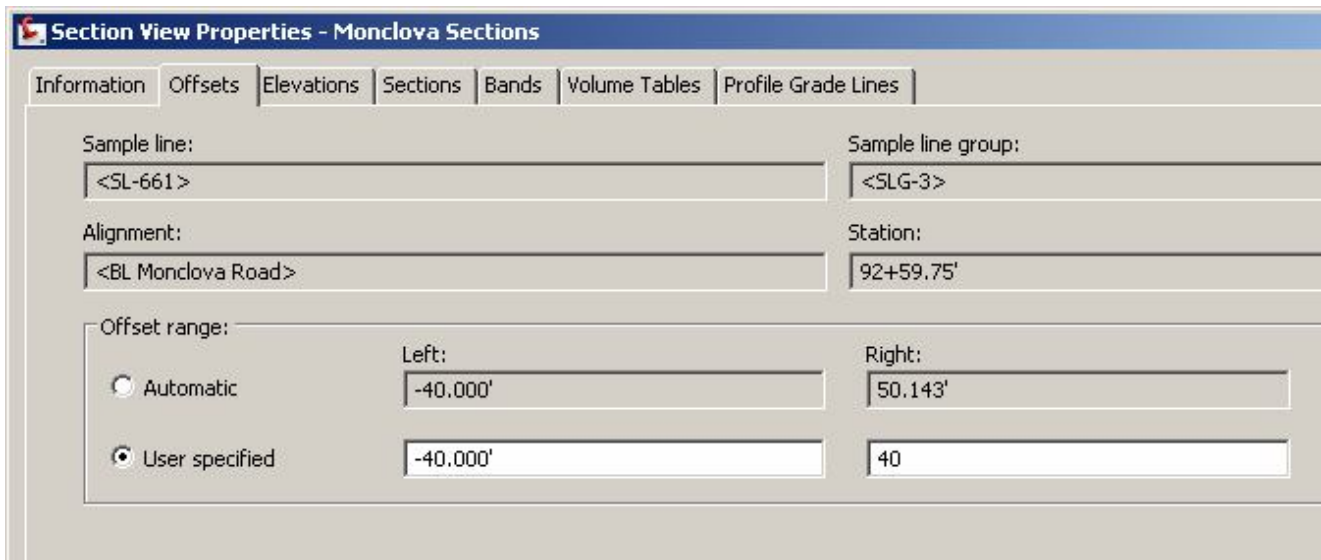 Section View Properties - Monclova Sections
Information Offsets Elevations Sections Bands Volume Tables Profile Grade Lines
Sample line: Sample line group:
<SL-661> <SLG-3>
Alignment: Station:
<BL Monclova Road> 92+59.75'
Offset range:
Left: Right:
Automatic -40.000' 50.143'
User specified -40.000' 40